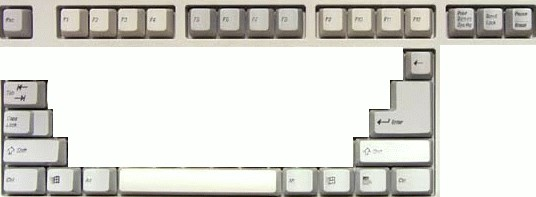 Esc F1 F2 F3 F4 F5 F6 F7 F8 F9 F10 F11 F12 Print Screen SysRq Scroll Lock Pause Break
←
Tab
Caps Lock Enter
Shift Shift
Ctrl Alt Alt Ctrl